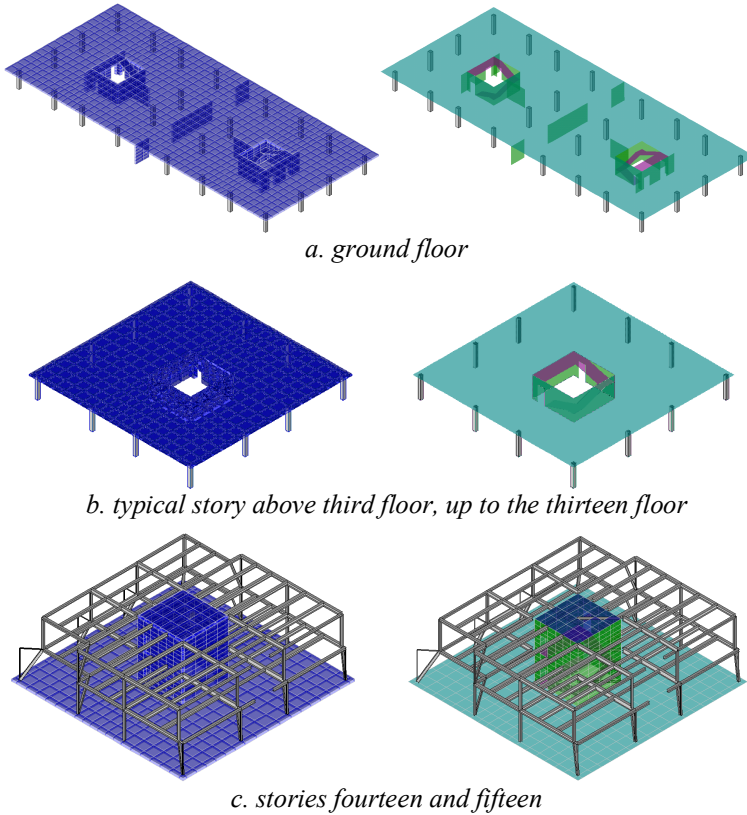 a. ground floor
b. typical story above third floor, up to the thirteen floor
c. stories fourteen and fifteen